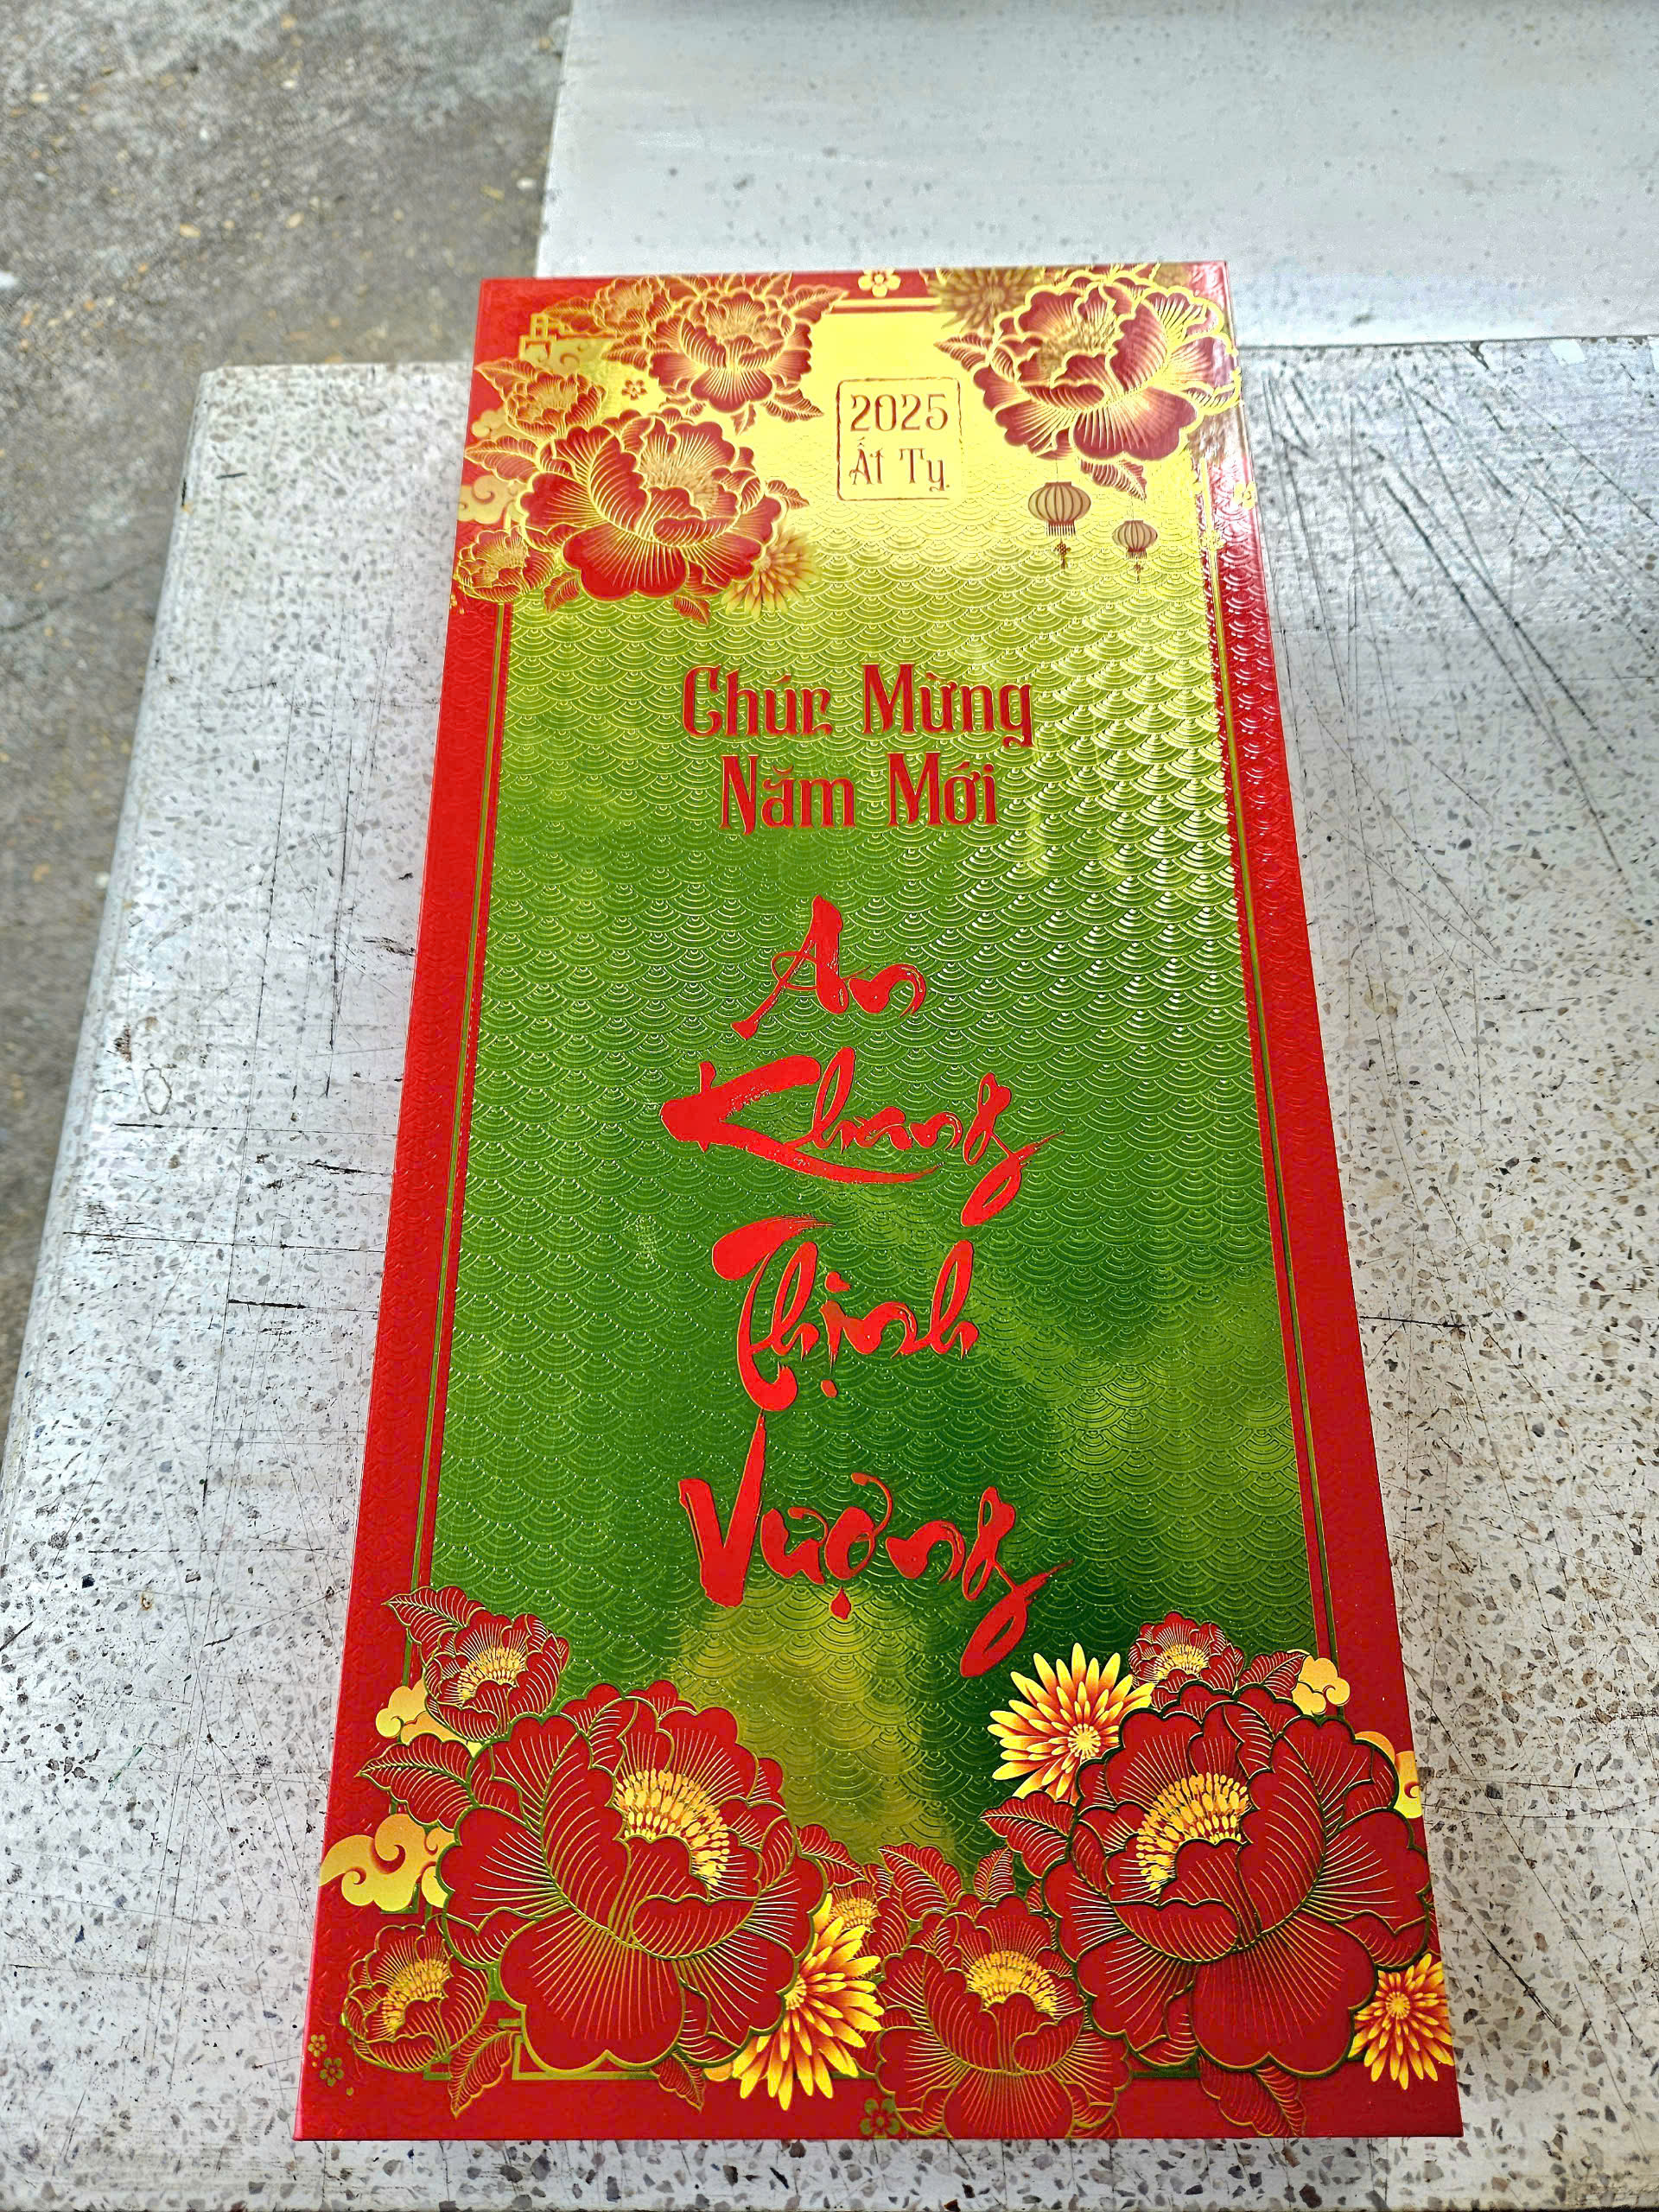 2025
Ất Tỵ
Chúc Mừng
Năm Mới
An
Khang
Thịnh
Vượng